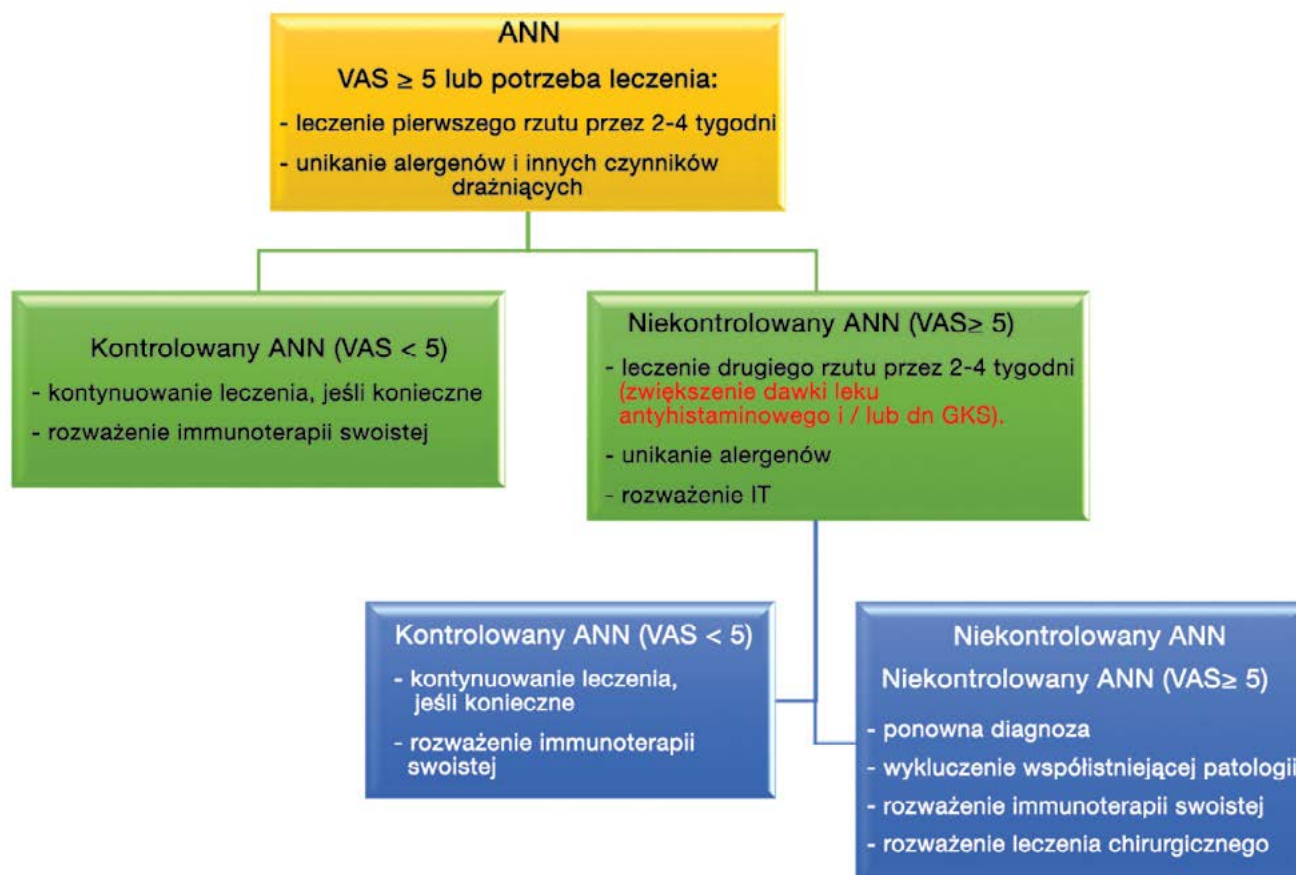 ANN
VAS ≥ 5 lub potrzeba leczenia:
- leczenie pierwszego rzutu przez 2-4 tygodni
- unikanie alergenów i innych czynników
drażniących
Kontrolowany ANN (VAS < 5)
- kontynuowanie leczenia, jeśli konieczne
- rozważenie immunoterapii swoistej
Niekontrolowany ANN (VAS≥ 5)
- leczenie drugiego rzutu przez 2-4 tygodni
(zwiększenie dawki leku
antyhistaminowego i / lub dn GKS).
- unikanie alergenów
- rozważenie IT
Kontrolowany ANN (VAS < 5)
- kontynuowanie leczenia,
jeśli konieczne
- rozważenie immunoterapii
swoistej
Niekontrolowany ANN
Niekontrolowany ANN (VAS≥ 5)
- ponowna diagnoza
- wykluczenie współistniejącej patologii
- rozważenie immunoterapii swoistej
- rozważenie leczenia chirurgicznego